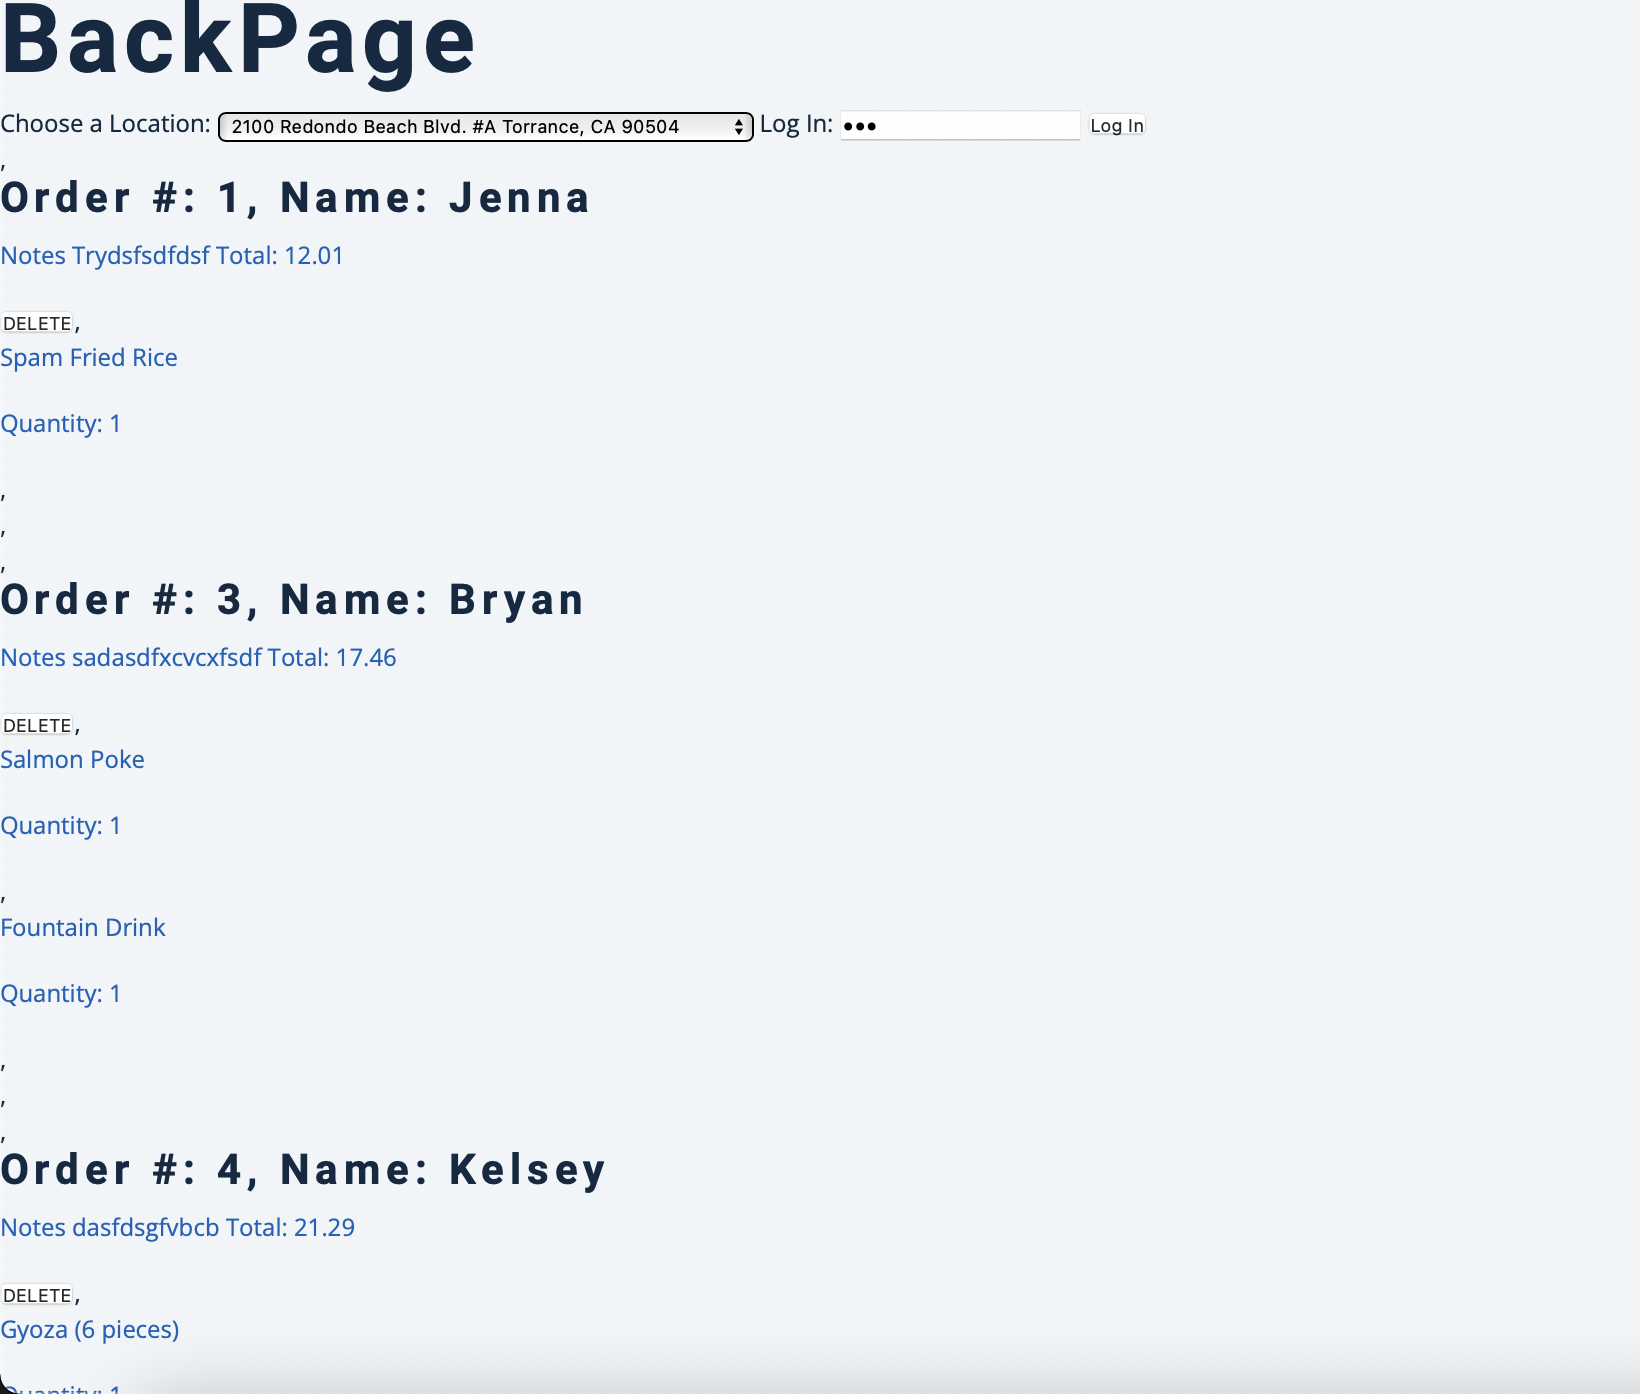 BackPage
Choose a Location: 2100 Redondo Beach Blvd. #A Torrance, CA 90504 Log In: ••• Log In
,
Order #: 1, Name: Jenna
Notes Trydsfsdfdsf Total: 12.01
DELETE,
Spam Fried Rice
Quantity: 1
,
,
,
Order #: 3, Name: Bryan
Notes sadasdfxcvcxfsdf Total: 17.46
DELETE,
Salmon Poke
Quantity: 1
,
Fountain Drink
Quantity: 1
,
,
,
Order #: 4, Name: Kelsey
Notes dasfdsgfvbcb Total: 21.29
DELETE,
Gyoza (6 pieces)
Quantity: 1